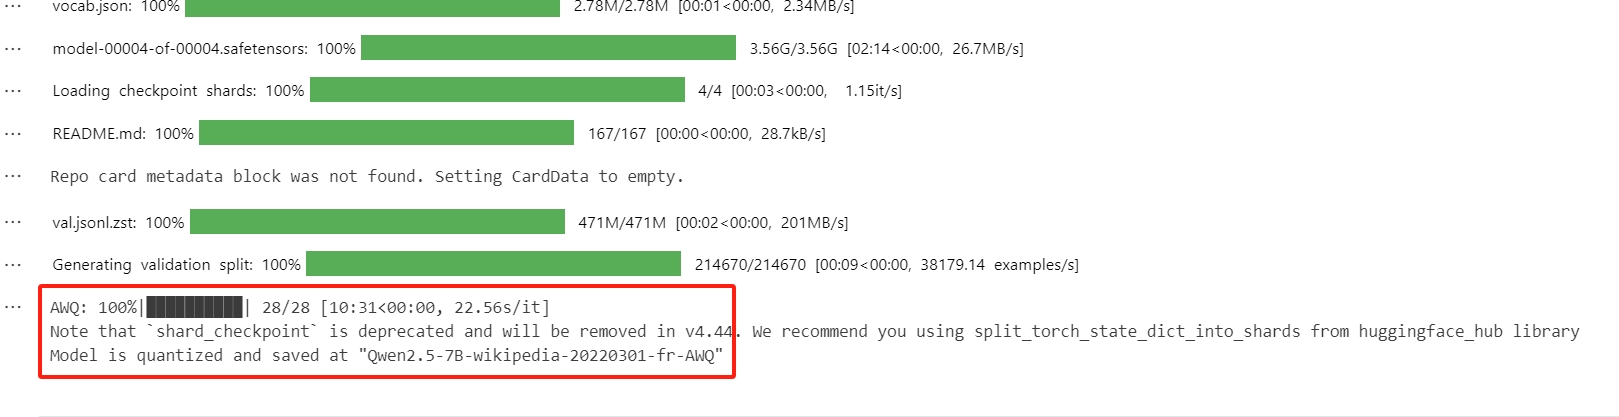 vocab.json: 100% 2.78M/2.78M [00:01<00:00, 2.34MB/s]
model-00004-of-00004.safetensors: 100% 3.56G/3.56G [02:14<00:00, 26.7MB/s]
Loading checkpoint shards: 100% 4/4 [00:03<00:00, 1.15it/s]
README.md: 100% 167/167 [00:00<00:00, 28.7kB/s]
Repo card metadata block was not found. Setting CardData to empty.
val.jsonl.zst: 100% 471M/471M [00:02<00:00, 201MB/s]
Generating validation split: 100% 214670/214670 [00:09<00:00, 38179.14 examples/s]
AWQ: 100%|██████████| 28/28 [10:31<00:00, 22.56s/it]
Note that `shard_checkpoint` is deprecated and will be removed in v4.44. We recommend you using split_torch_state_dict_into_shards from huggingface_hub library
Model is quantized and saved at "Qwen2.5-7B-wikipedia-20220301-fr-AWQ"